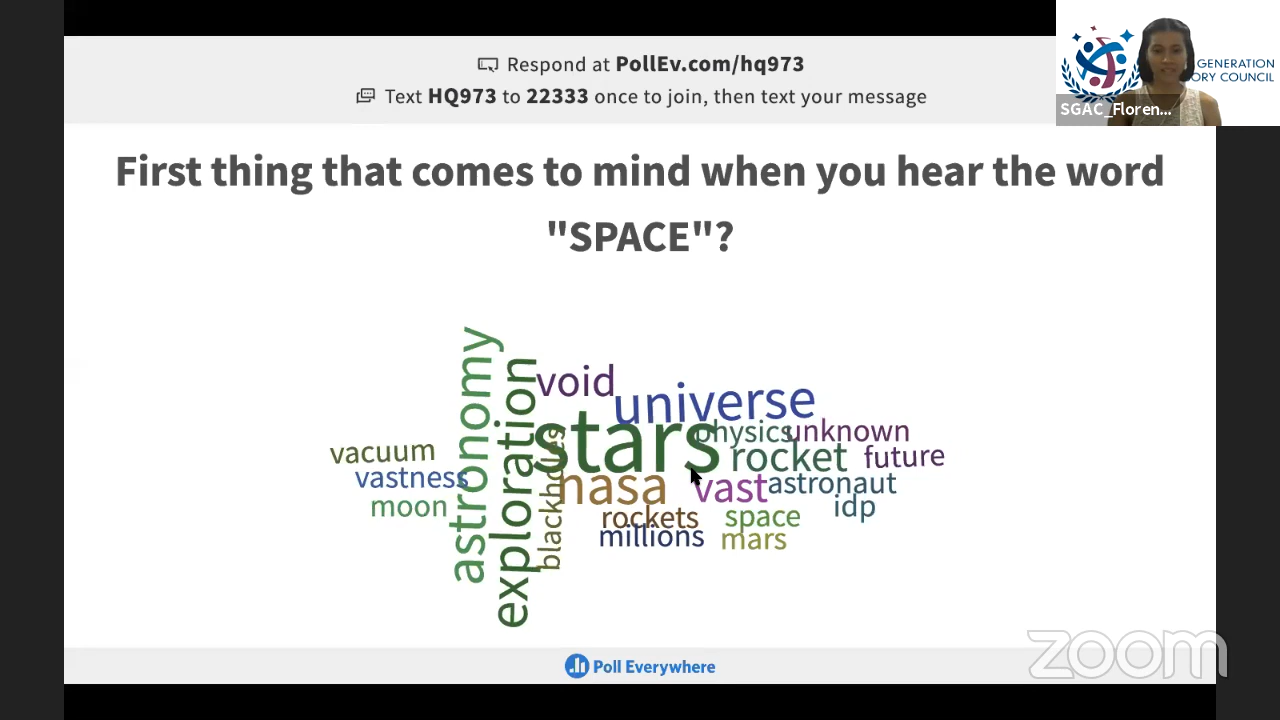 Respond at PollEv.com/hq973
Text HQ973 to 22333 once to join, then text your message
GENERATION
ORY COUNCIL
SGAC_Floren...
First thing that comes to mind when you hear the word
"SPACE"?
astronomy
exploration
void
universe
stars
physics
unknown
vacuum
rocket
future
vastness
blackholes
nasa
vast
astronaut
moon
idp
rockets
space
millions
mars
zoom
Poll Everywhere